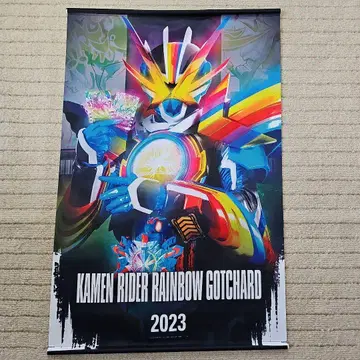 KAMEN RIDER RAINBOW GOTCHARD
2023